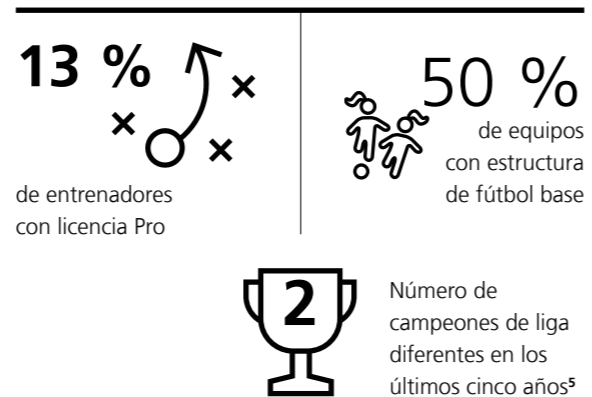 13 %
de entrenadores
con licencia Pro
50 %
de equipos
con estructura
de fútbol base
2
Número de
campeones de liga
diferentes en los
últimos cinco años⁵